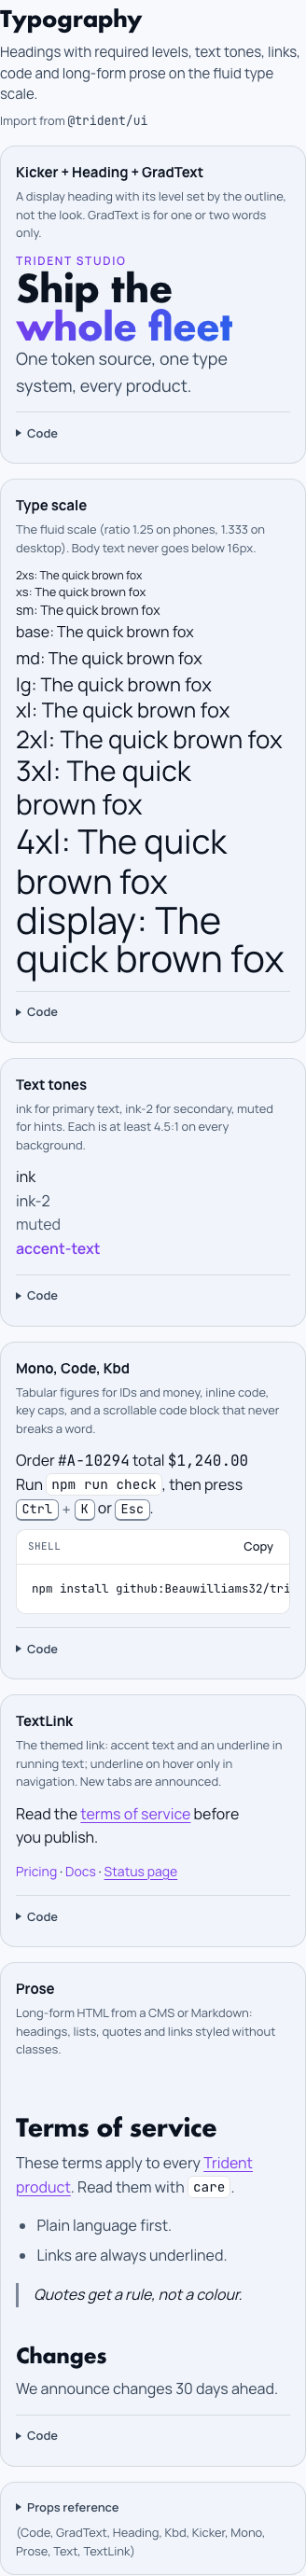 Typography
Headings with required levels, text tones, links,
code and long-form prose on the fluid type
scale.
Import from @trident/ui
Kicker + Heading + GradText
A display heading with its level set by the outline,
not the look. GradText is for one or two words
only.
TRIDENT STUDIO
Ship the
whole fleet
One token source, one type
system, every product.
Code
Type scale
The fluid scale (ratio 1.25 on phones, 1.333 on
desktop). Body text never goes below 16px.
2xs: The quick brown fox
xs: The quick brown fox
sm: The quick brown fox
base: The quick brown fox
md: The quick brown fox
lg: The quick brown fox
xl: The quick brown fox
2xl: The quick brown fox
3xl: The quick
brown fox
4xl: The quick
brown fox
display: The
quick brown fox
Code
Text tones
ink for primary text, ink-2 for secondary, muted
for hints. Each is at least 4.5:1 on every
background.
ink
ink-2
muted
accent-text
Code
Mono, Code, Kbd
Tabular figures for IDs and money, inline code,
key caps, and a scrollable code block that never
breaks a word.
Order #A-10294 total $1,240.00
Run npm run check, then press
Ctrl + K or Esc.
SHELL Copy
npm install github:Beauwilliams32/tri
Code
TextLink
The themed link: accent text and an underline in
running text; underline on hover only in
navigation. New tabs are announced.
Read the terms of service before
you publish.
Pricing · Docs · Status page
Code
Prose
Long-form HTML from a CMS or Markdown:
headings, lists, quotes and links styled without
classes.
Terms of service
These terms apply to every Trident
product. Read them with care.
• Plain language first.
• Links are always underlined.
Quotes get a rule, not a colour.
Changes
We announce changes 30 days ahead.
Code
Props reference
(Code, GradText, Heading, Kbd, Kicker, Mono,
Prose, Text, TextLink)